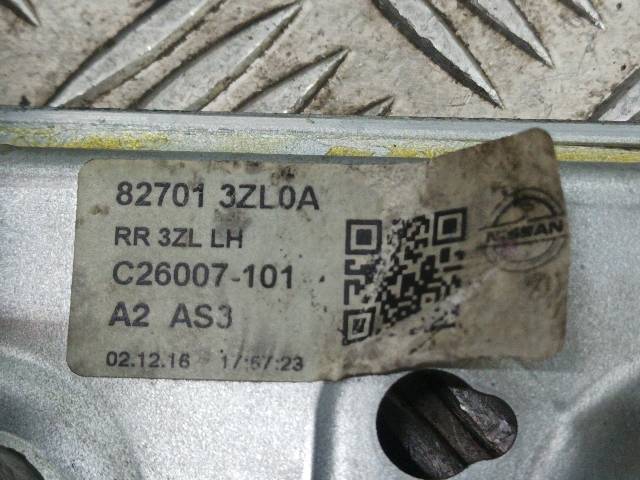 82701 3ZL0A
NISSAN
RR 3ZL LH
C26007-101
A2 AS3
02.12.16 17:57:23